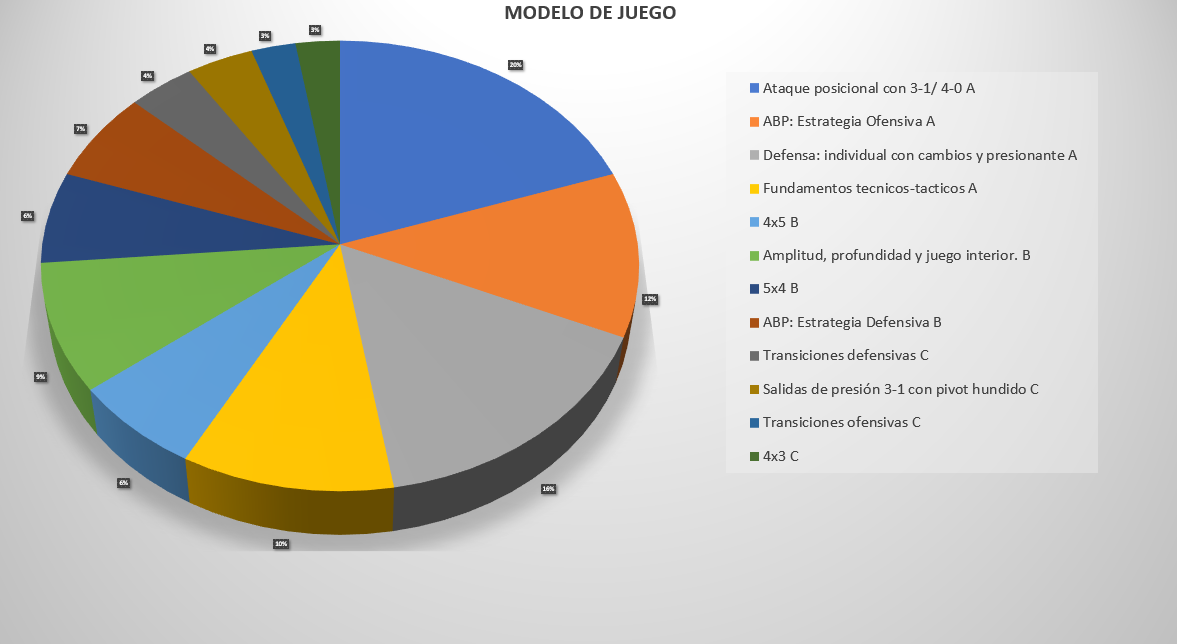 MODELO DE JUEGO
3%
3%
4%
4%
20%
7%
6%
12%
9%
6%
16%
10%
Ataque posicional con 3-1/ 4-0 A
ABP: Estrategia Ofensiva A
Defensa: individual con cambios y presionante A
Fundamentos tecnicos-tacticos A
4x5 B
Amplitud, profundidad y juego interior. B
5x4 B
ABP: Estrategia Defensiva B
Transiciones defensivas C
Salidas de presión 3-1 con pivot hundido C
Transiciones ofensivas C
4x3 C